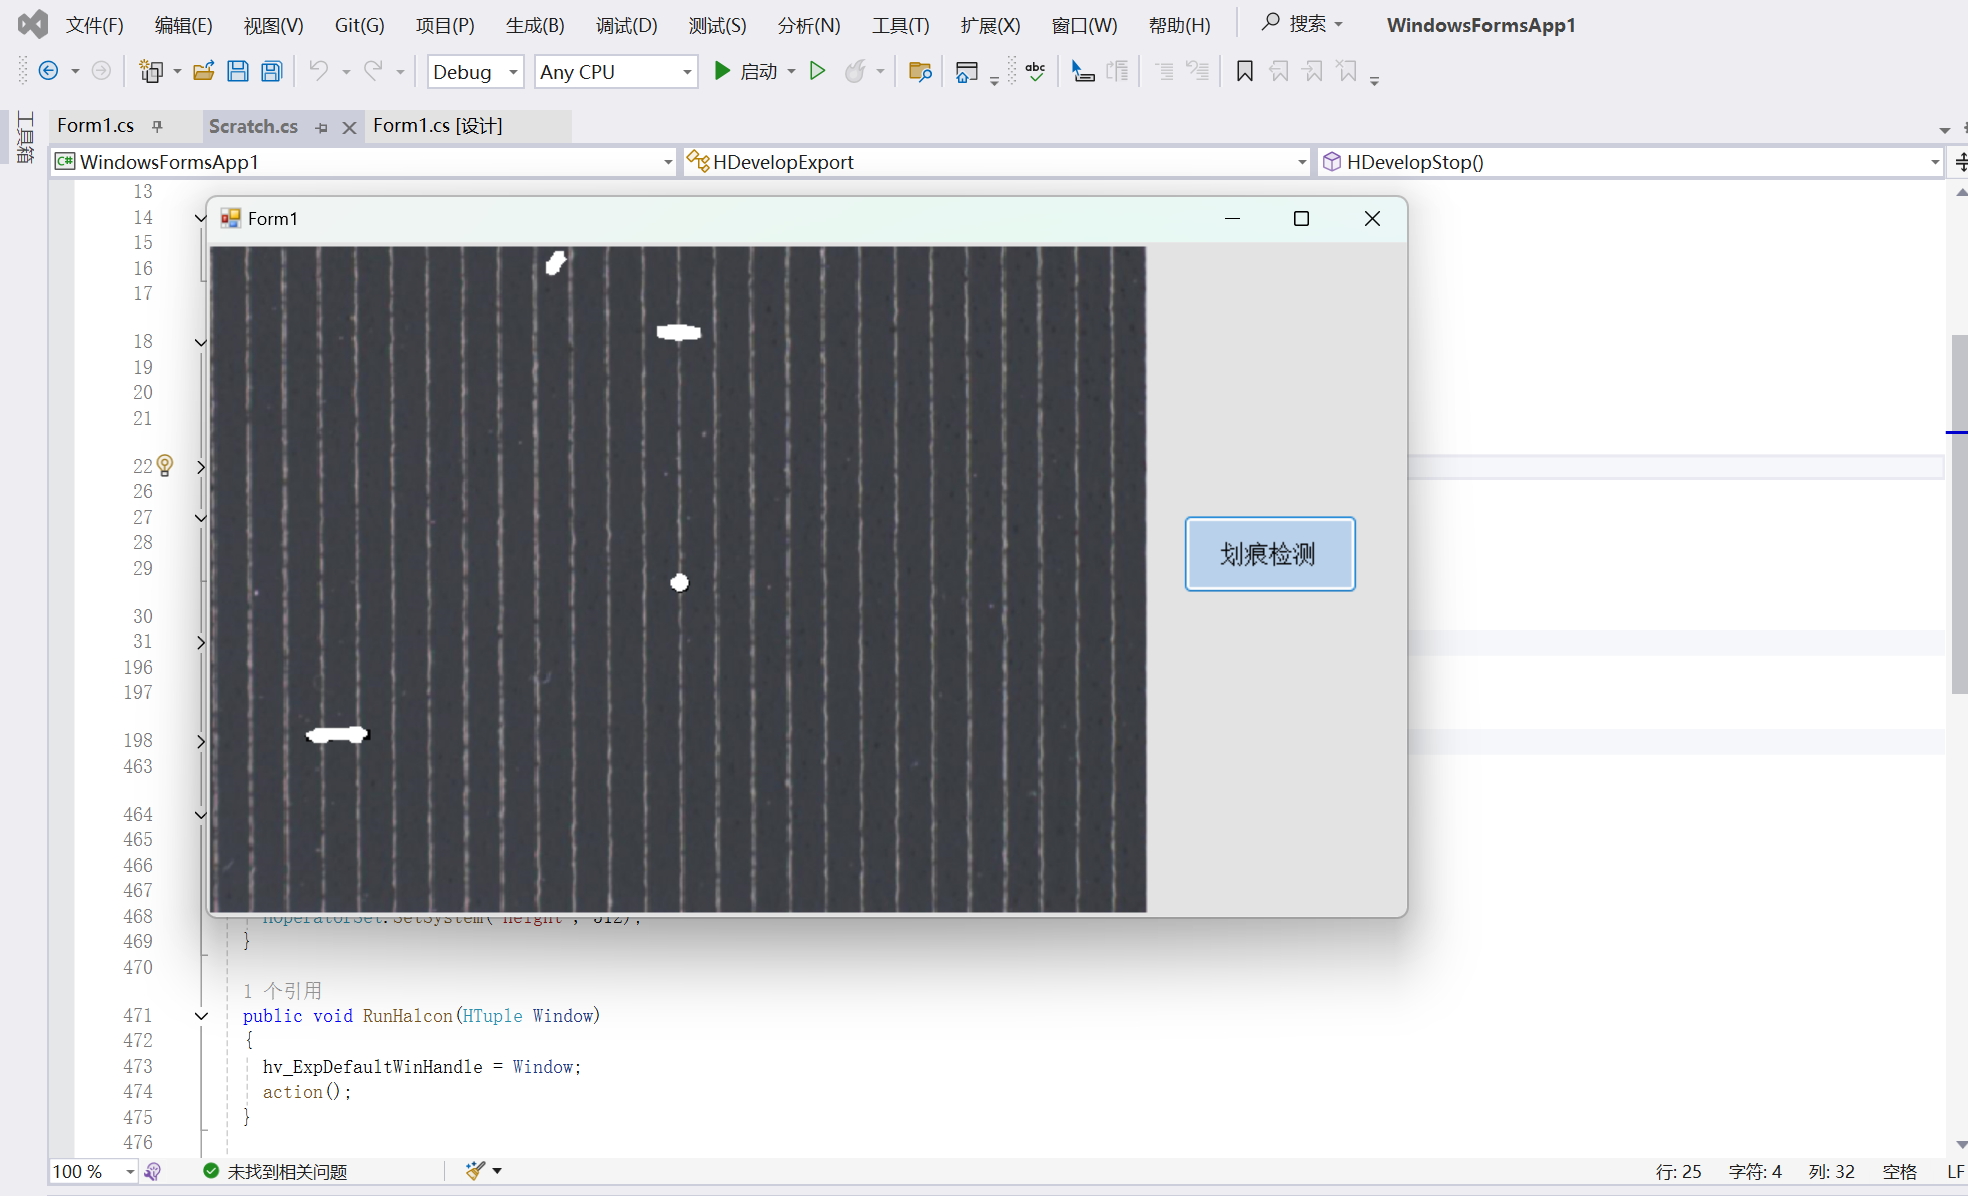 文件(F) 编辑(E) 视图(V) Git(G) 项目(P) 生成(B) 调试(D) 测试(S) 分析(N) 工具(T) 扩展(X) 窗口(W) 帮助(H) 搜索 WindowsFormsApp1
Debug Any CPU 启动 abc
工具箱
Form1.cs Scratch.cs Form1.cs [设计]
C# WindowsFormsApp1 HDevelopExport HDevelopStop()
13
14
Form1
15
16
17
18
19
20
21
22
26
27
28
划痕检测
29
30
31
196
197
198
463
464
465
466
467
468 HOperatorSet.SetSystem("height", 512);
469 }
470
1 个引用
471 public void RunHalcon(HTuple Window)
472 {
473 hv_ExpDefaultWinHandle = Window;
474 action();
475 }
476
100 % 未找到相关问题 行: 25 字符: 4 列: 32 空格 LF